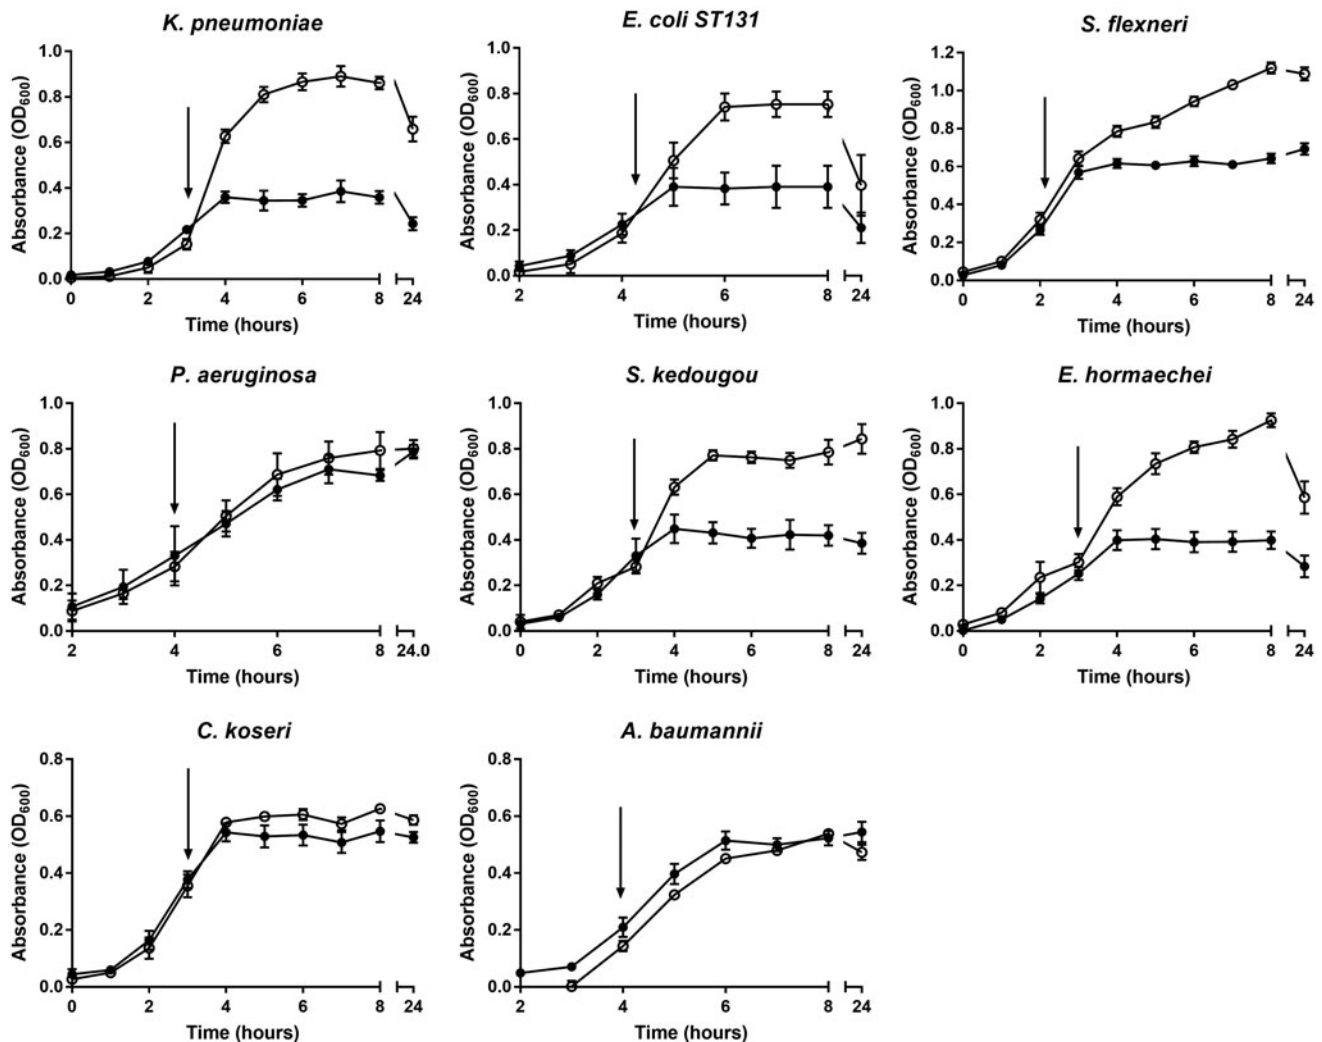 K. pneumoniae
Absorbance (OD600)
1.0
0.8
0.6
0.4
0.2
0.0
0 2 4 6 8 24
Time (hours)
E. coli ST131
Absorbance (OD600)
1.0
0.8
0.6
0.4
0.2
0.0
2 4 6 8 24
Time (hours)
S. flexneri
Absorbance (OD600)
1.2
1.0
0.8
0.6
0.4
0.2
0.0
0 2 4 6 8 24
Time (hours)
P. aeruginosa
Absorbance (OD600)
1.0
0.8
0.6
0.4
0.2
0.0
2 4 6 8 24.0
Time (hours)
S. kedougou
Absorbance (OD600)
1.0
0.8
0.6
0.4
0.2
0.0
0 2 4 6 8 24
Time (hours)
E. hormaechei
Absorbance (OD600)
1.0
0.8
0.6
0.4
0.2
0.0
0 2 4 6 8 24
Time (hours)
C. koseri
Absorbance (OD600)
0.8
0.6
0.4
0.2
0.0
0 2 4 6 8 24
Time (hours)
A. baumannii
Absorbance (OD600)
0.8
0.6
0.4
0.2
0.0
2 4 6 8 24
Time (hours)